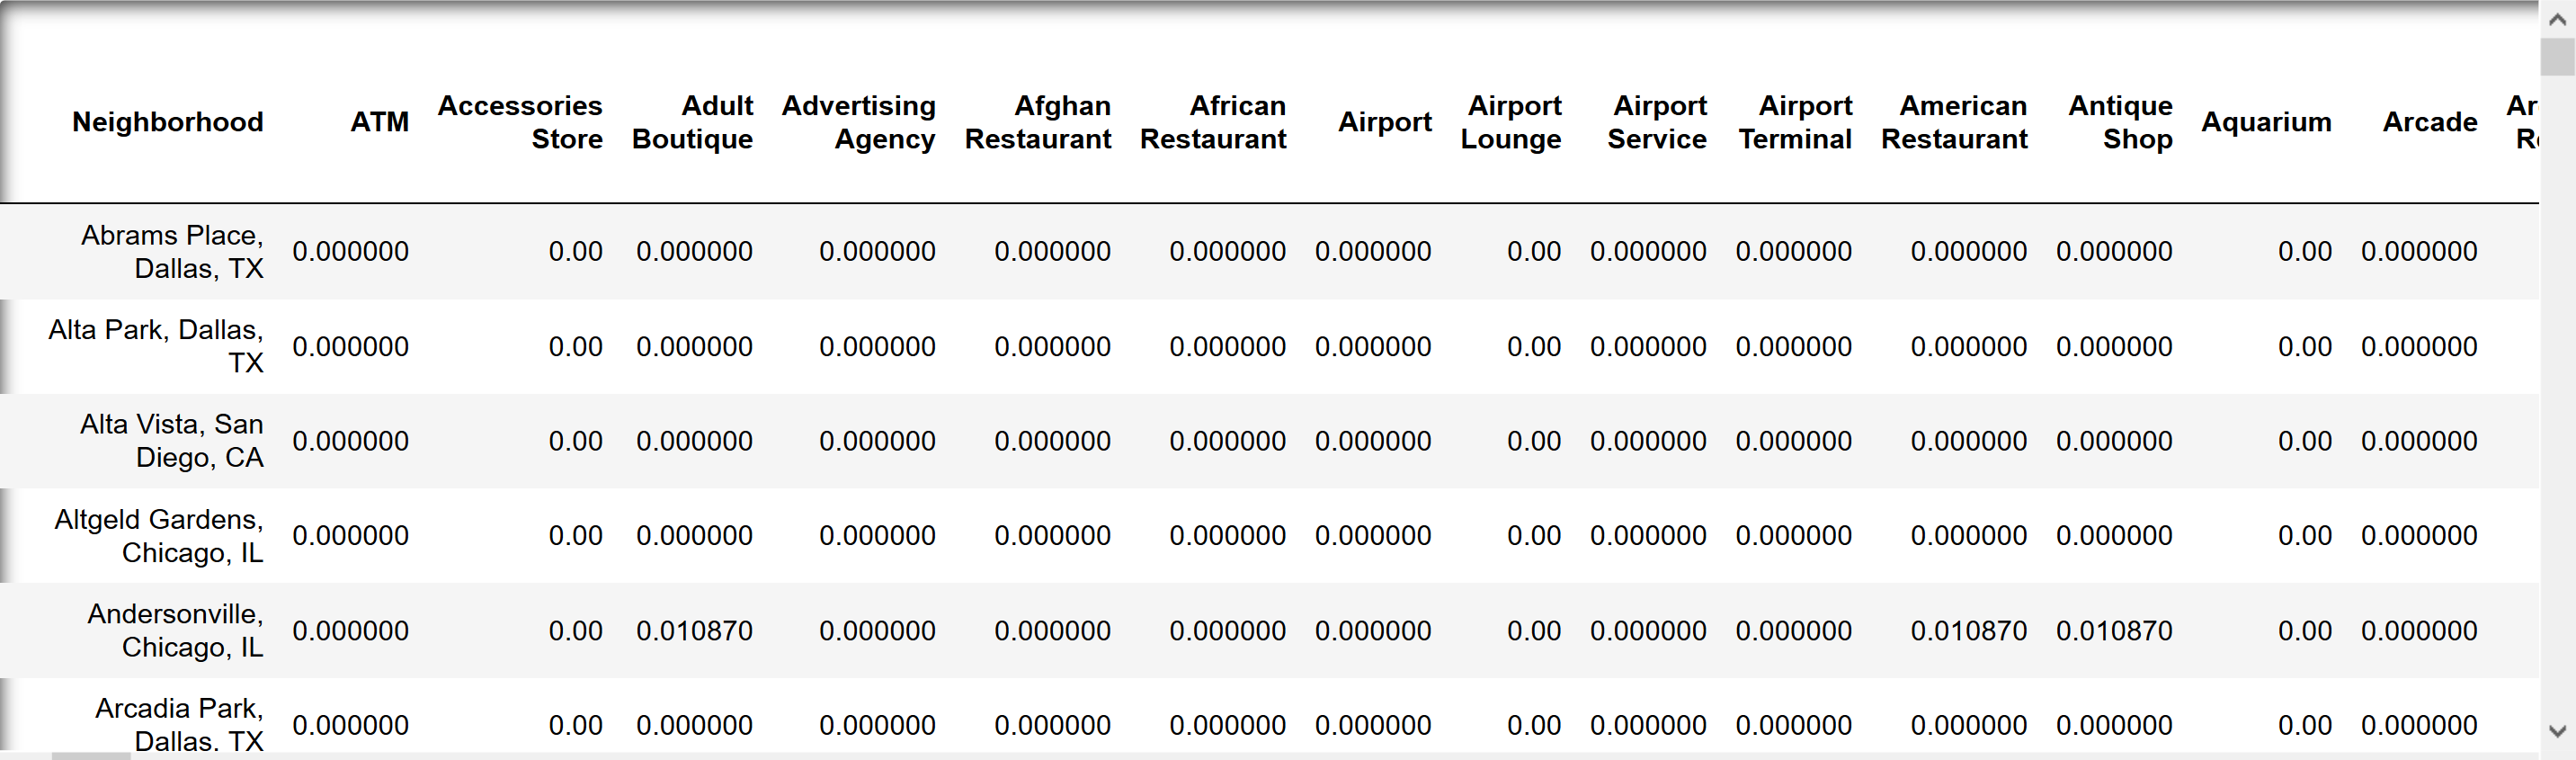 Neighborhood ATM Accessories Store Adult Boutique Advertising Agency Afghan Restaurant African Restaurant Airport Airport Lounge Airport Service Airport Terminal American Restaurant Antique Shop Aquarium Arcade
Abrams Place, Dallas, TX 0.000000 0.00 0.000000 0.000000 0.000000 0.000000 0.000000 0.00 0.000000 0.000000 0.000000 0.000000 0.00 0.000000
Alta Park, Dallas, TX 0.000000 0.00 0.000000 0.000000 0.000000 0.000000 0.000000 0.00 0.000000 0.000000 0.000000 0.000000 0.00 0.000000
Alta Vista, San Diego, CA 0.000000 0.00 0.000000 0.000000 0.000000 0.000000 0.000000 0.00 0.000000 0.000000 0.000000 0.000000 0.00 0.000000
Altgeld Gardens, Chicago, IL 0.000000 0.00 0.000000 0.000000 0.000000 0.000000 0.000000 0.00 0.000000 0.000000 0.000000 0.000000 0.00 0.000000
Andersonville, Chicago, IL 0.000000 0.00 0.010870 0.000000 0.000000 0.000000 0.000000 0.00 0.000000 0.000000 0.010870 0.010870 0.00 0.000000
Arcadia Park, Dallas, TX 0.000000 0.00 0.000000 0.000000 0.000000 0.000000 0.000000 0.00 0.000000 0.000000 0.000000 0.000000 0.00 0.000000